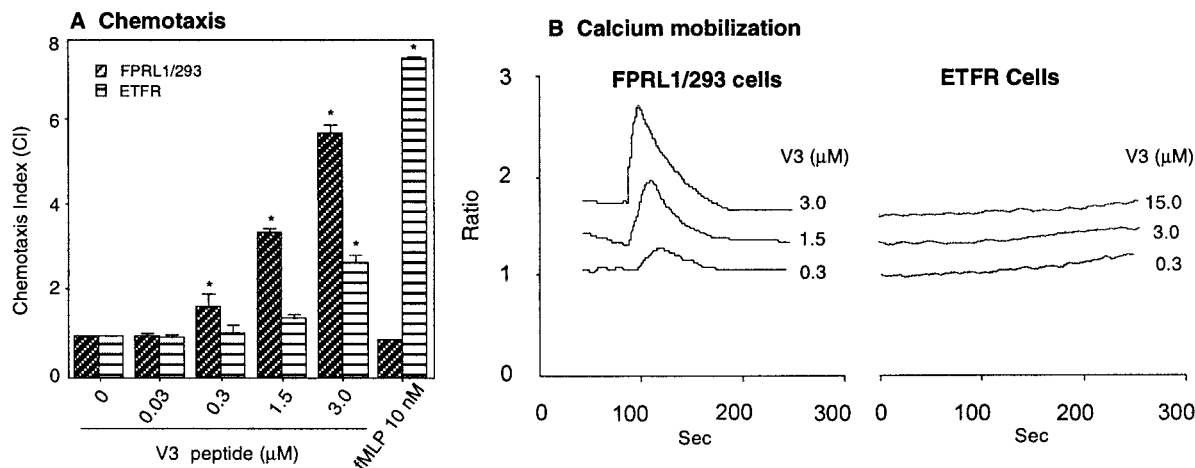 A Chemotaxis
8
6
4
2
0
Chemotaxis Index (CI)
FPRL1/293
ETFR
*
*
*
*
*
0
0.03
0.3
1.5
3.0
fMLP 10 nM
V3 peptide (μM)
B Calcium mobilization
FPRL1/293 cells
ETFR Cells
3
2
1
0
Ratio
V3 (μM)
3.0
1.5
0.3
V3 (μM)
15.0
3.0
0.3
0 100 200 300
Sec
0 100 200 300
Sec